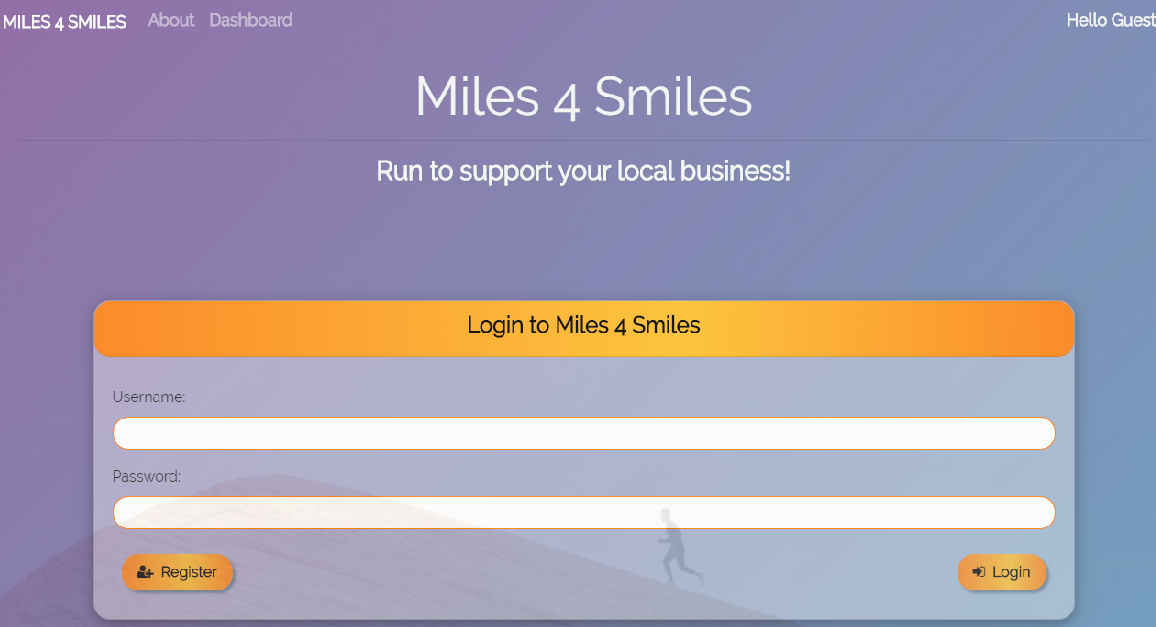 MILES 4 SMILES About Dashboard Hello Guest
Miles 4 Smiles
Run to support your local business!
Login to Miles 4 Smiles
Username:
Password:
Register Login